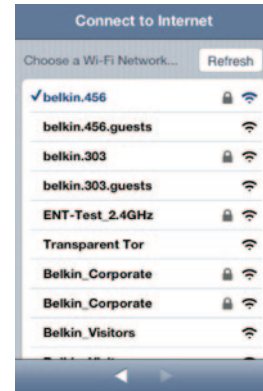 Connect to Internet
Choose a Wi-Fi Network...
Refresh
belkin.456
belkin.456.guests
belkin.303
belkin.303.guests
ENT-Test_2.4GHz
Transparent Tor
Belkin_Corporate
Belkin_Corporate
Belkin_Visitors